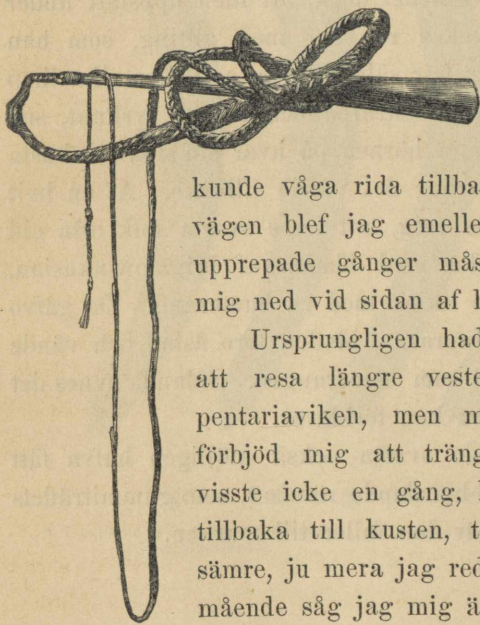 kunde våga rida tillba
vägen blef jag emelle
upprepade gånger mås
mig ned vid sidan af h
Ursprungligen had
att resa längre veste
pentariaviken, men m
förbjöd mig att träng
visste icke en gång,
tillbaka till kusten, t
sämre, ju mera jag red
mående såg jag mig ä